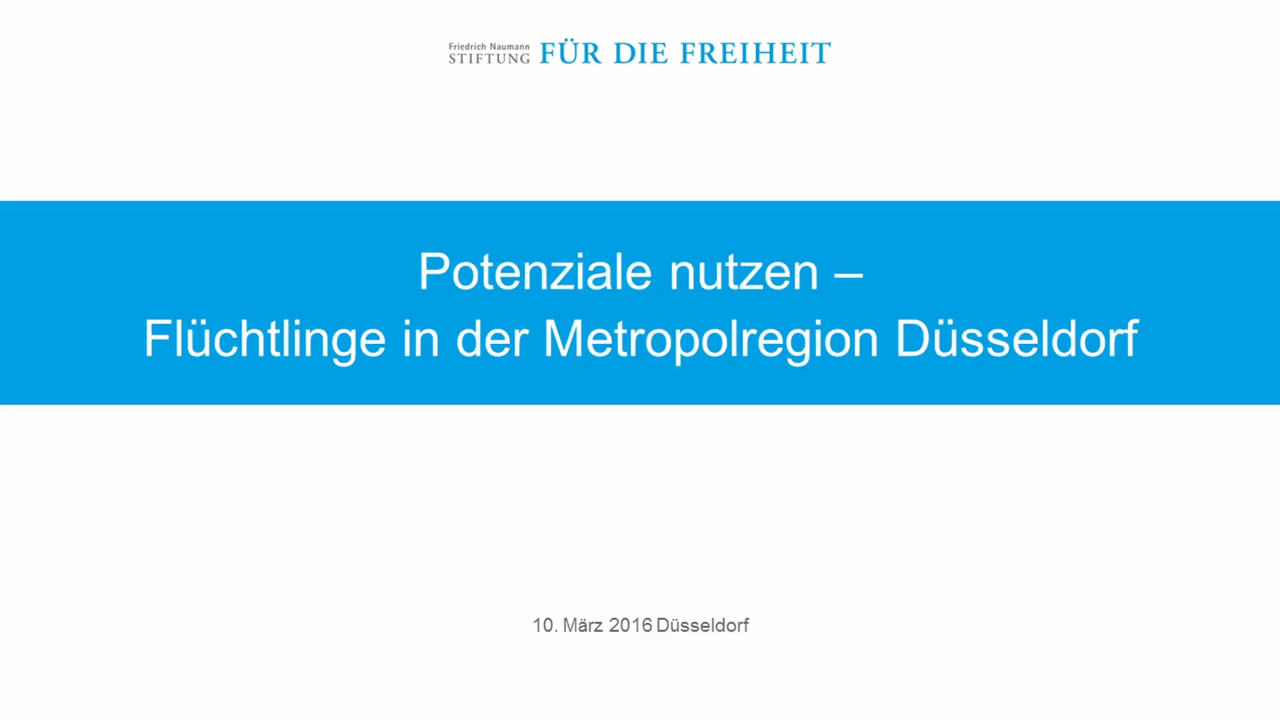 Friedrich Naumann
STIFTUNG FÜR DIE FREIHEIT
Potenziale nutzen –
Flüchtlinge in der Metropolregion Düsseldorf
10. März 2016 Düsseldorf